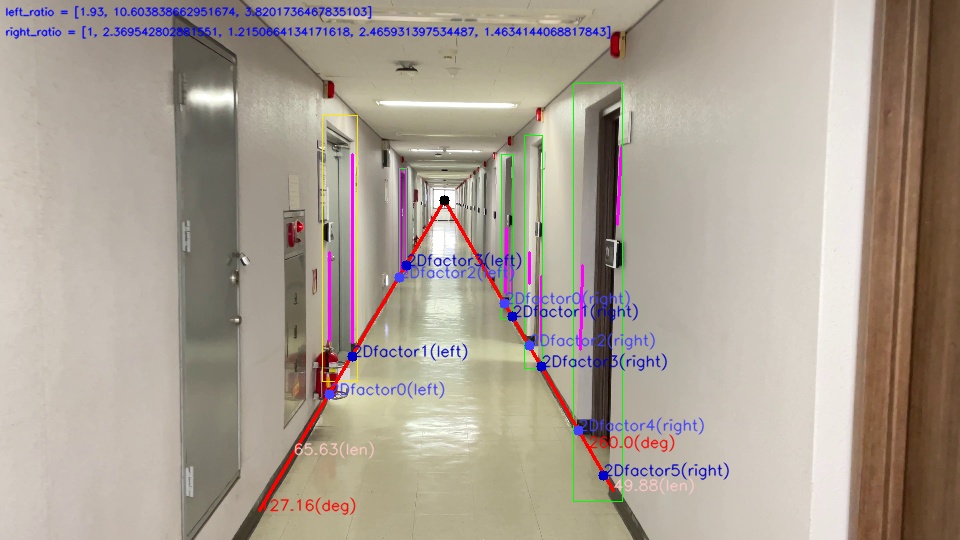 left_ratio = [1.93, 10.603838662951674, 3.8201736467835103]
right_ratio = [1, 2.369542802881551, 1.2150664134171618, 2.465931397534487, 1.4634144068817843]
2Dfactor3(left)
2Dfactor2(left)
2Dfactor0(right)
2Dfactor1(right)
2Dfactor2(right)
2Dfactor1(left)
2Dfactor3(right)
2Dfactor0(left)
2Dfactor4(right)
260.0(deg)
65.63(len)
2Dfactor5(right)
49.88(len)
27.16(deg)